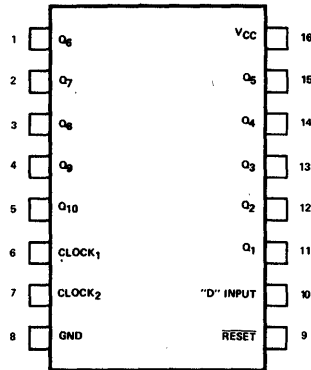 1 Q6 VCC 16
2 Q7 Q5 15
3 Q8 Q4 14
4 Q9 Q3 13
5 Q10 Q2 12
6 CLOCK1 Q1 11
7 CLOCK2 "D" INPUT 10
8 GND RESET 9